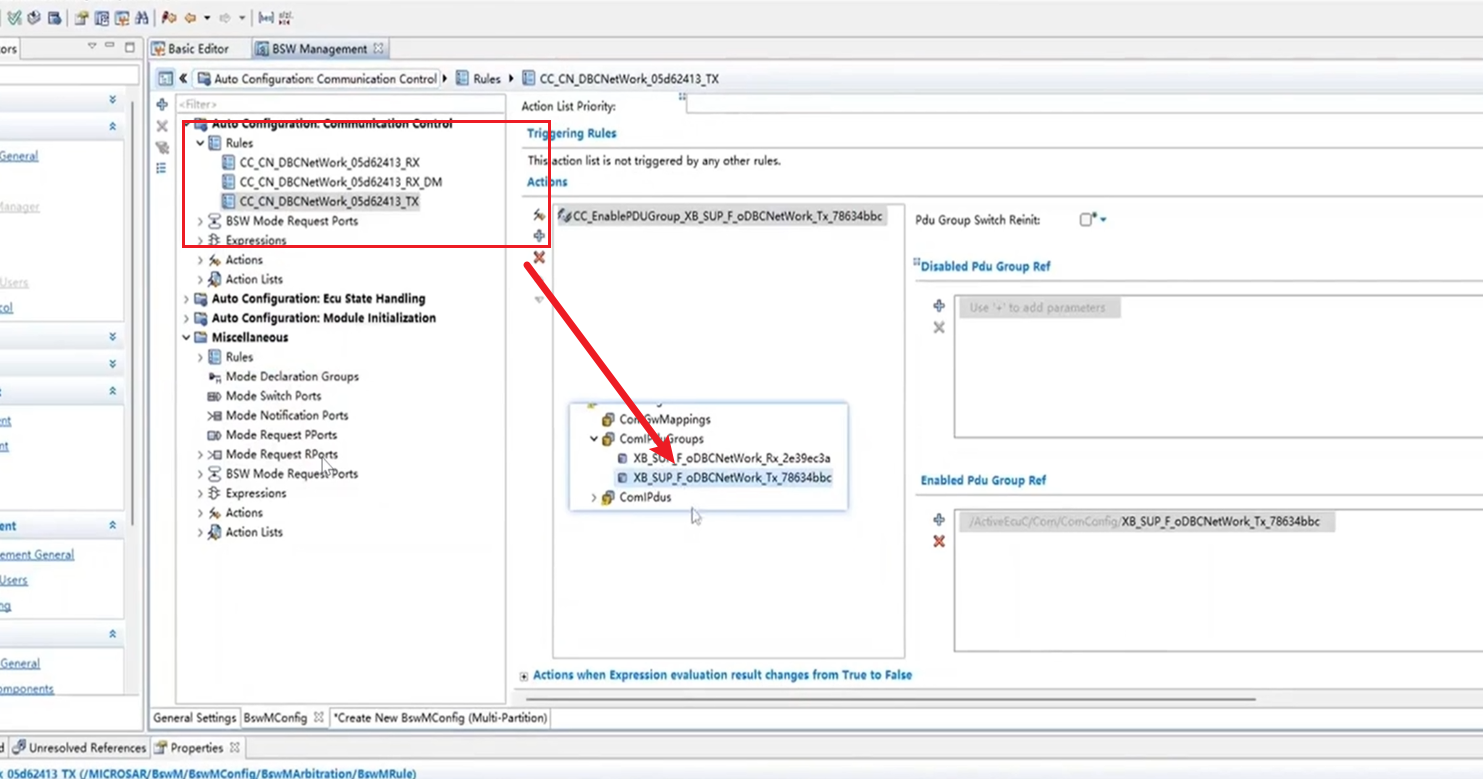 ors
Basic Editor
BSW Management
Auto Configuration: Communication Control
Rules
CC_CN_DBCNetWork_05d62413_TX
<Filter>
Action List Priority:
Auto Configuration: Communication Control
Triggering Rules
Rules
General
CC_CN_DBCNetWork_05d62413_RX
This action list is not triggered by any other rules.
CC_CN_DBCNetWork_05d62413_RX_DM
Actions
CC_CN_DBCNetWork_05d62413_TX
Manager
BSW Mode Request Ports
CC_EnablePDUGroup_XB_SUP_F_oDBCNetWork_Tx_78634bbc
Pdu Group Switch Reinit:
Expressions
Actions
Disabled Pdu Group Ref
Action Lists
Users
Auto Configuration: Ecu State Handling
col
Use '+' to add parameters
Auto Configuration: Module Initialization
Miscellaneous
Rules
Mode Declaration Groups
Mode Switch Ports
Mode Notification Ports
ent
Mode Request PPorts
nt
Mode Request RPorts
BSW Mode Request Ports
Expressions
Actions
Action Lists
ComGwMappings
ComIPduGroups
XB_SUP_F_oDBCNetWork_Rx_2e39ec3a
XB_SUP_F_oDBCNetWork_Tx_78634bbc
ComIPdus
Enabled Pdu Group Ref
/ActiveEcuC/Com/ComConfig/XB_SUP_F_oDBCNetWork_Tx_78634bbc
ent
ement General
Users
ng
General
omponents
Actions when Expression evaluation result changes from True to False
General Settings
BswMConfig
*Create New BswMConfig (Multi-Partition)
d
Unresolved References
Properties
k_05d62413_TX (/MICROSAR/BswM/BswMConfig/BswMArbitration/BswMRule)